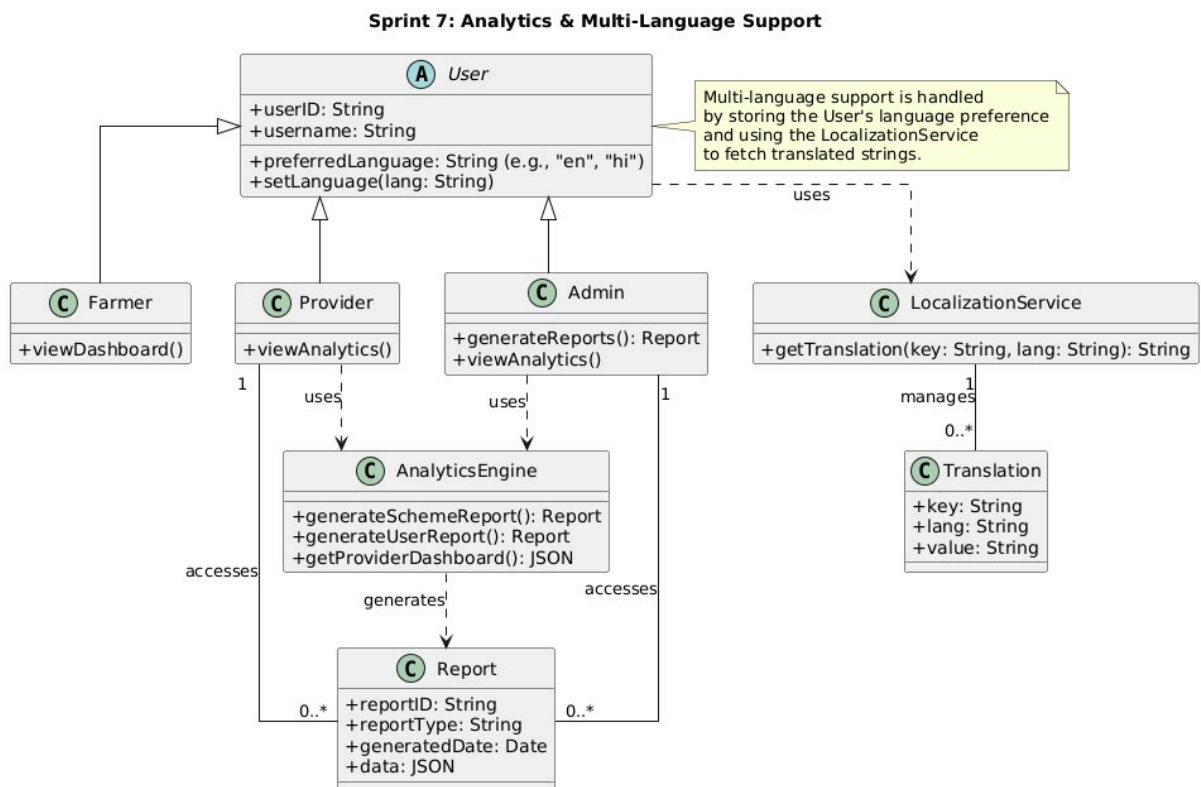 Sprint 7: Analytics & Multi-Language Support
A User
+userID: String
+username: String
+preferredLanguage: String (e.g., "en", "hi")
+setLanguage(lang: String)
Multi-language support is handled
by storing the User's language preference
and using the LocalizationService
to fetch translated strings.
uses
C Farmer
+viewDashboard()
C Provider
+viewAnalytics()
C Admin
+generateReports(): Report
+viewAnalytics()
C LocalizationService
+getTranslation(key: String, lang: String): String
1
uses
uses
1
1
manages
0..*
C AnalyticsEngine
+generateSchemeReport(): Report
+generateUserReport(): Report
+getProviderDashboard(): JSON
C Translation
+key: String
+lang: String
+value: String
accesses
generates
accesses
C Report
+reportID: String
+reportType: String
+generatedDate: Date
+data: JSON
0..*
0..*